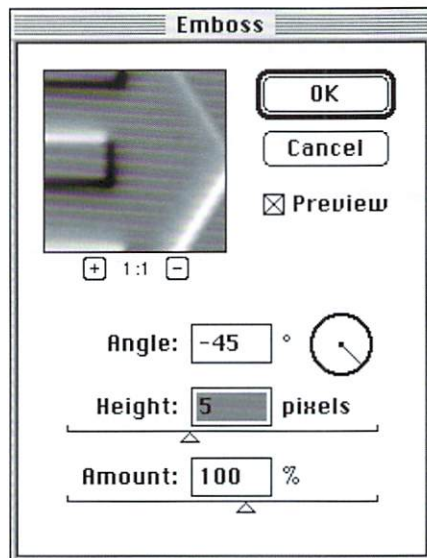 Emboss
OK
Cancel
Preview
+ 1:1 −
Angle: -45 °
Height: 5 pixels
Amount: 100 %